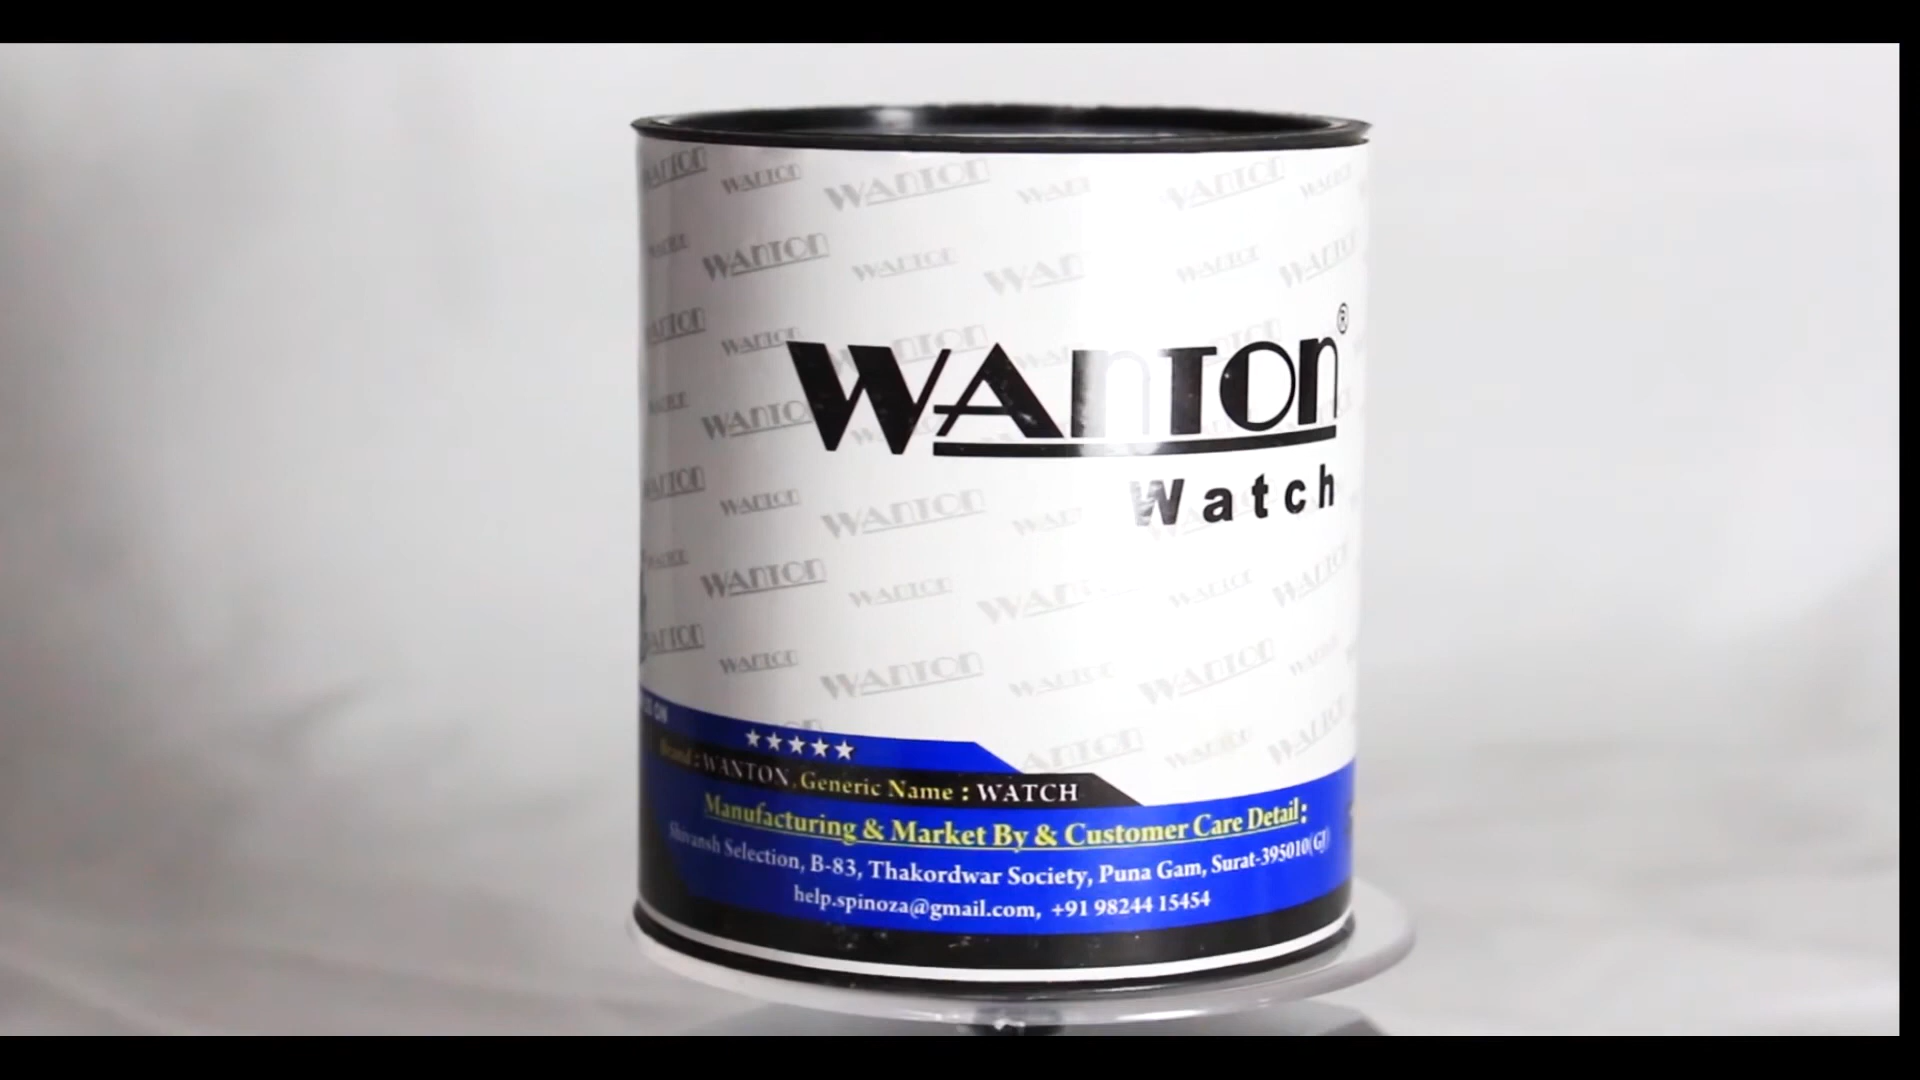 WANTON®
Watch
★★★★★
Brand : WANTON, Generic Name : WATCH
Manufacturing & Market By & Customer Care Detail:
Shivansh Selection, B-83, Thakordwar Society, Puna Gam, Surat-395010(GJ)
help.spinoza@gmail.com, +91 98244 15454